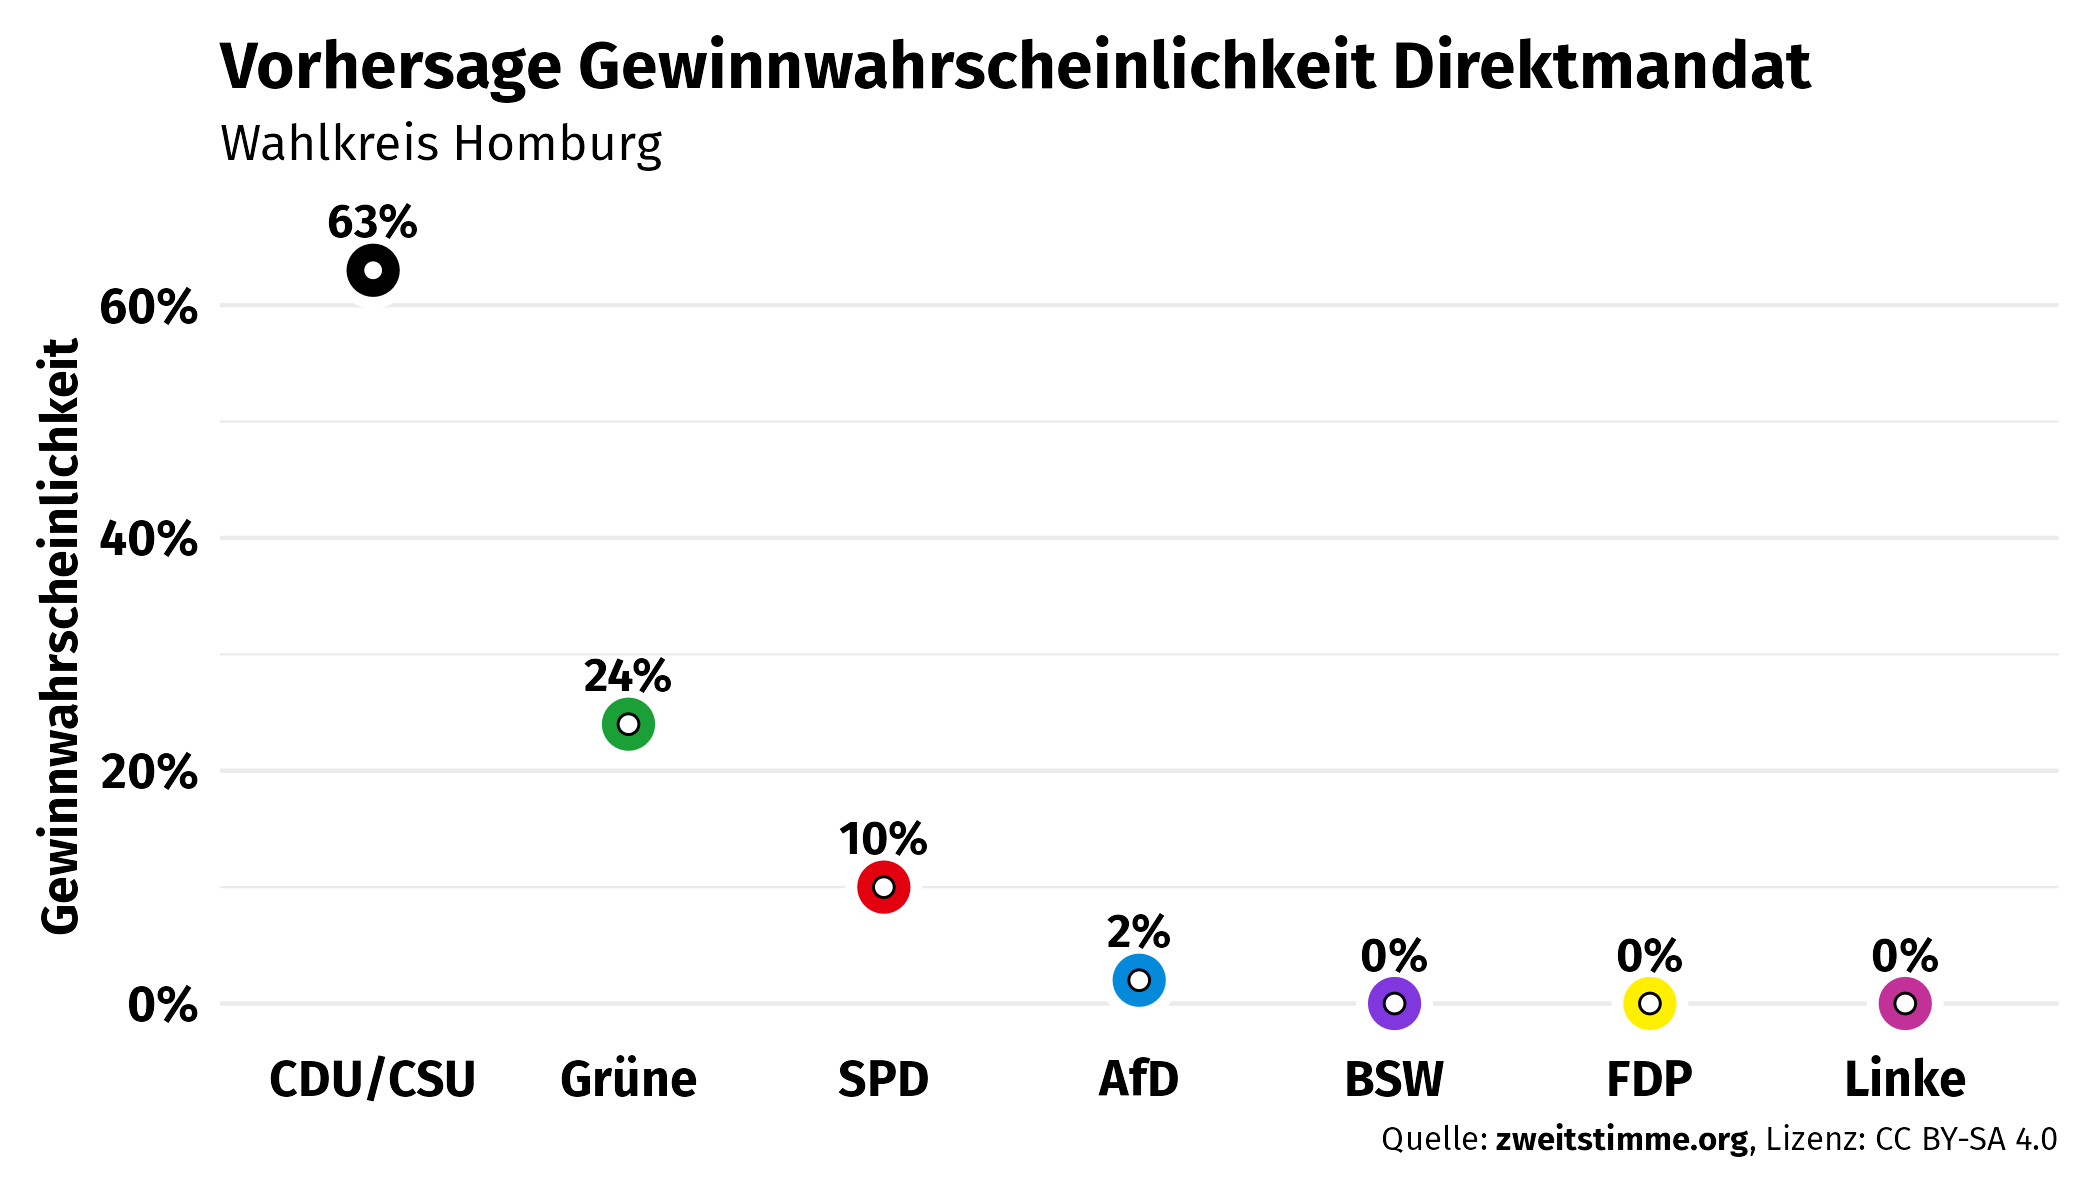 Vorhersage Gewinnwahrscheinlichkeit Direktmandat
Wahlkreis Homburg
Gewinnwahrscheinlichkeit
60%
40%
20%
0%
63%
24%
10%
2%
0%
0%
0%
CDU/CSU
Grüne
SPD
AfD
BSW
FDP
Linke
Quelle: zweitstimme.org, Lizenz: CC BY-SA 4.0